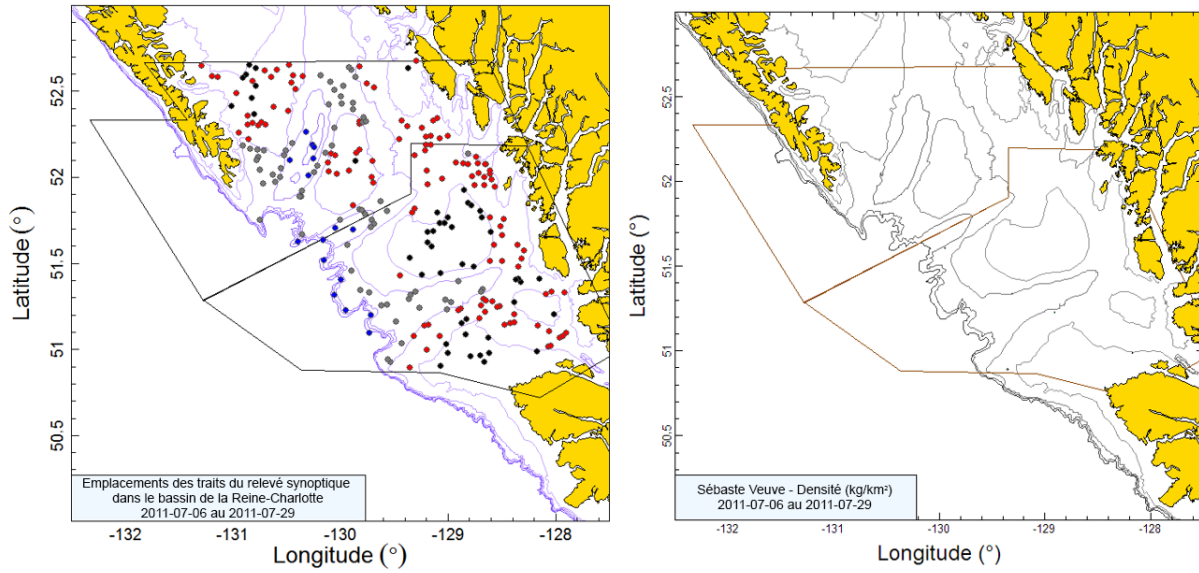 Latitude (°)
52.5
52
51.5
51
50.5
Emplacements des traits du relevé synoptique
dans le bassin de la Reine-Charlotte
2011-07-06 au 2011-07-29
-132
-131
-130
-129
-128
Longitude (°)
Latitude (°)
52.5
52
51.5
51
50.5
Sébaste Veuve - Densité (kg/km²)
2011-07-06 au 2011-07-29
-132
-131
-130
-129
-128
Longitude (°)